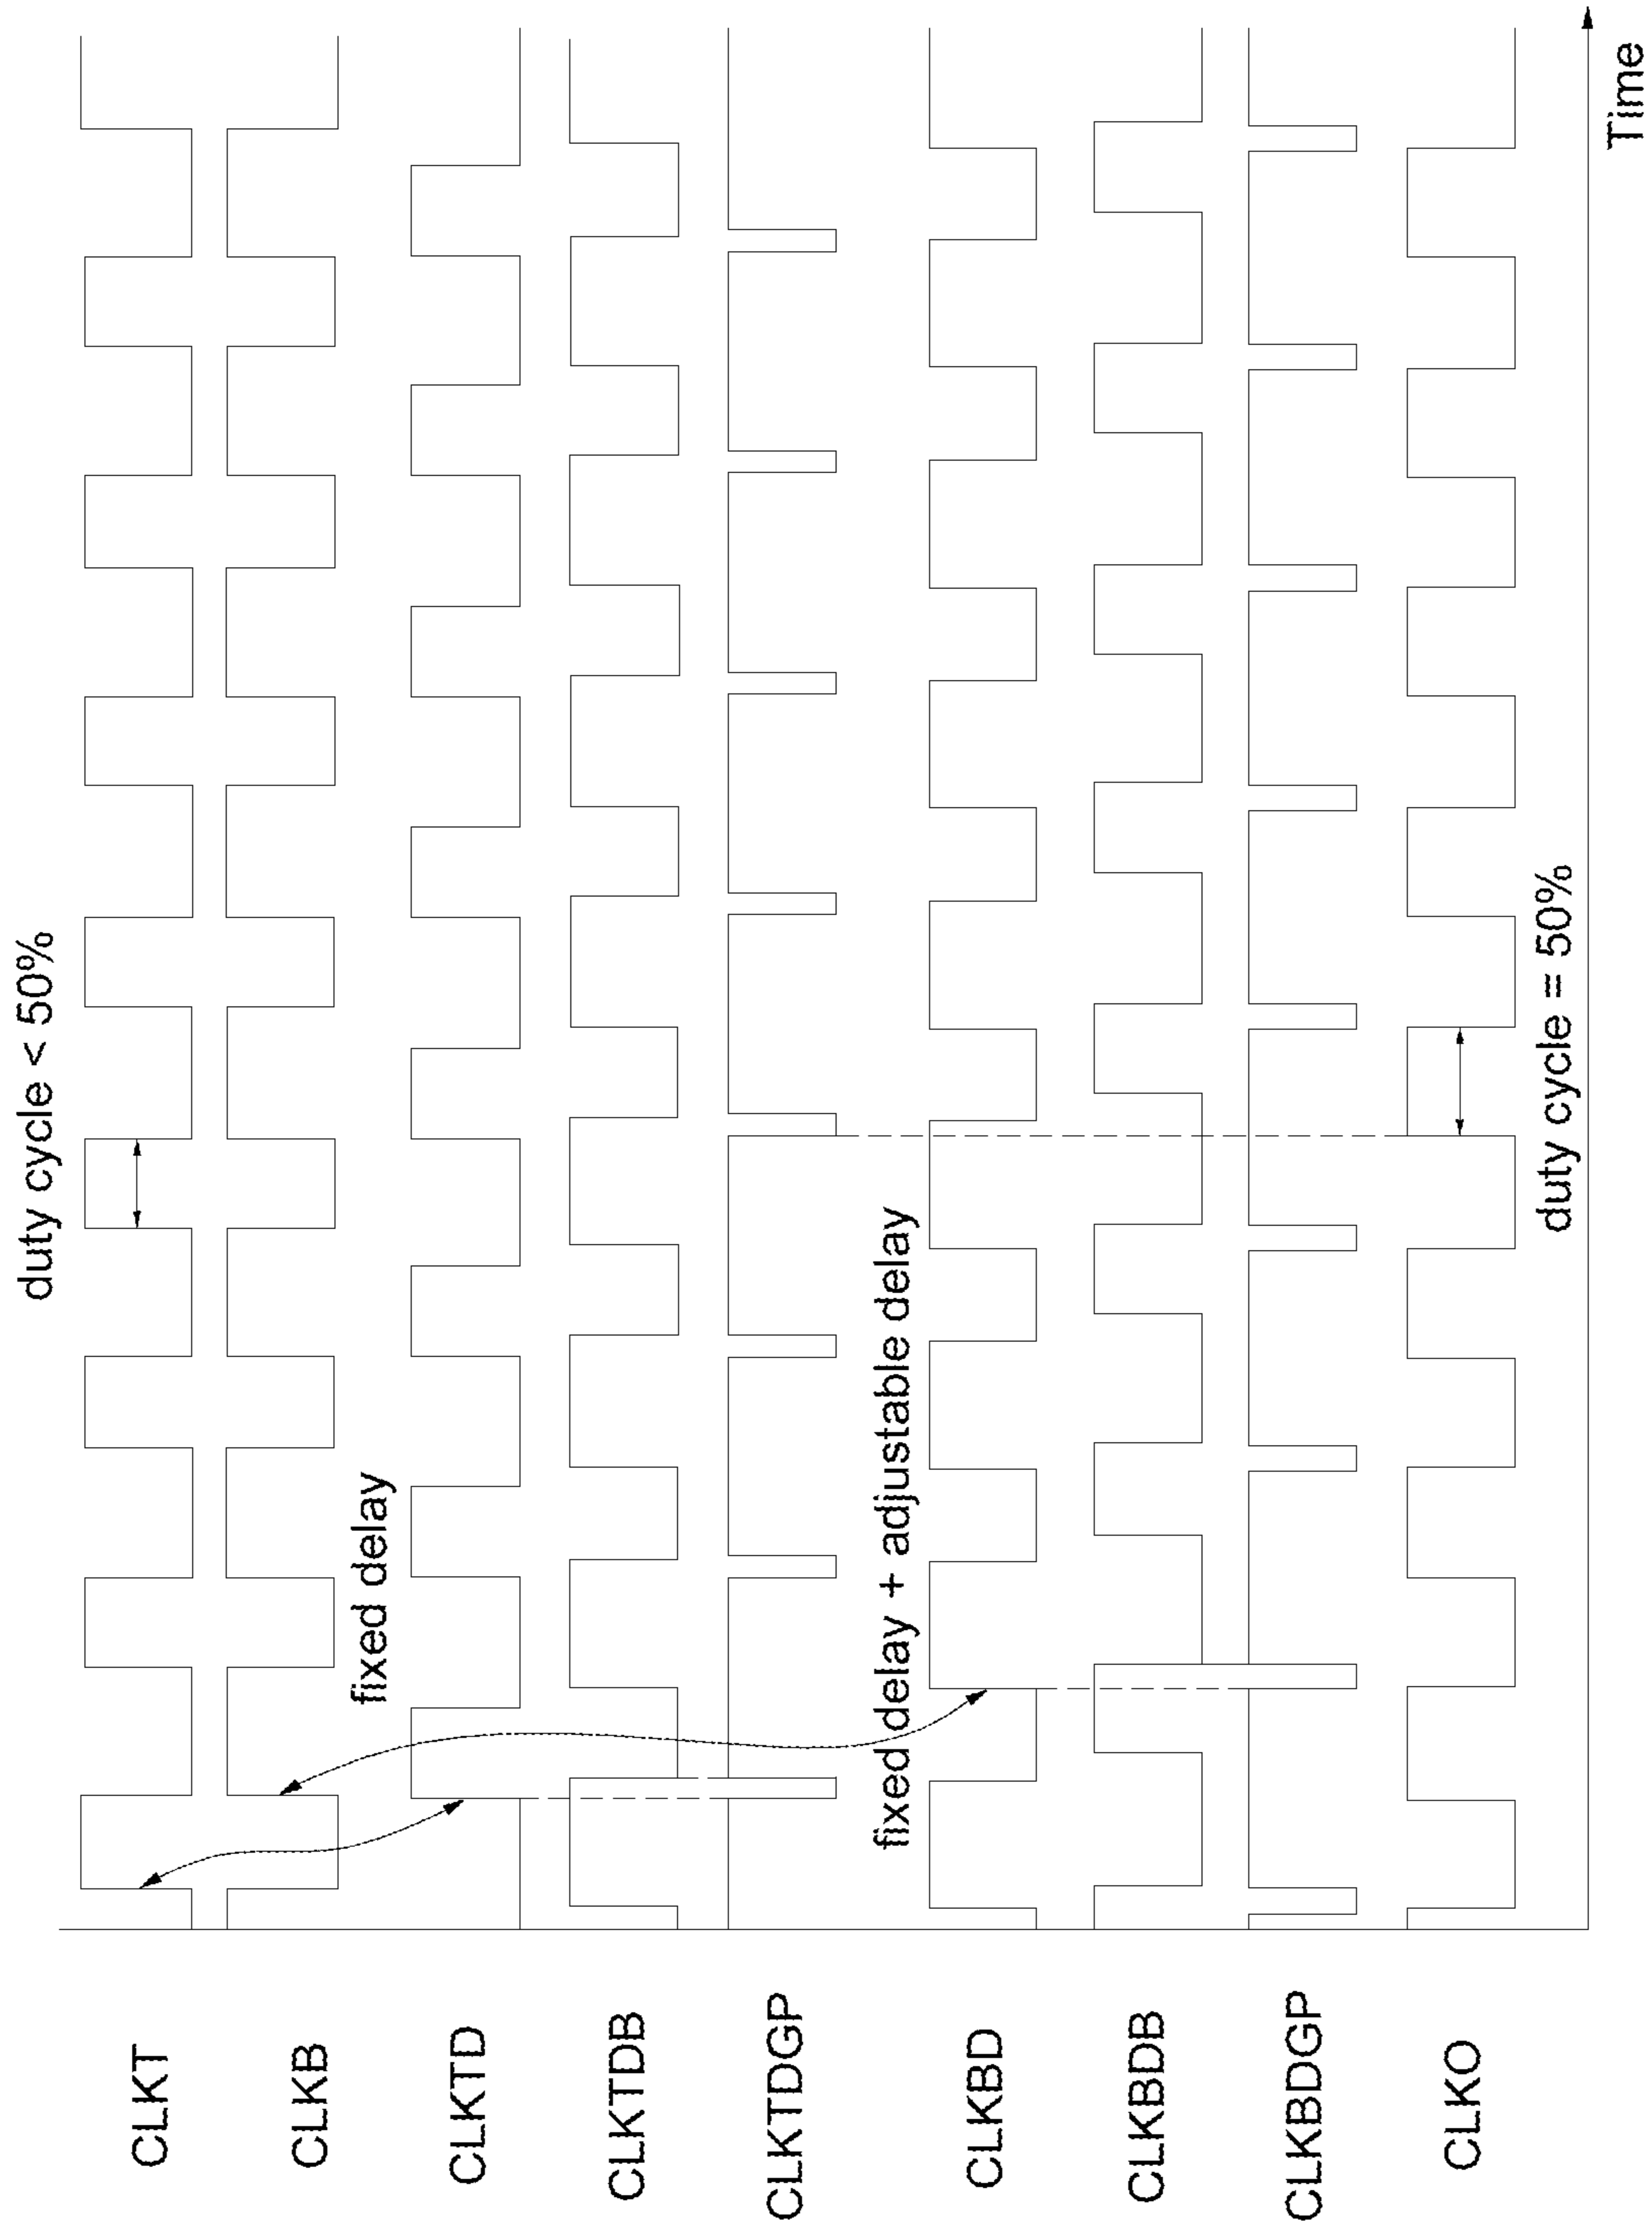 duty cycle < 50%
CLKT
CLKB
fixed delay
CLKTD
CLKTDB
CLKTDGP
fixed delay + adjustable delay
CLKBD
CLKBDB
CLKBDGP
CLKO
duty cycle = 50%
Time